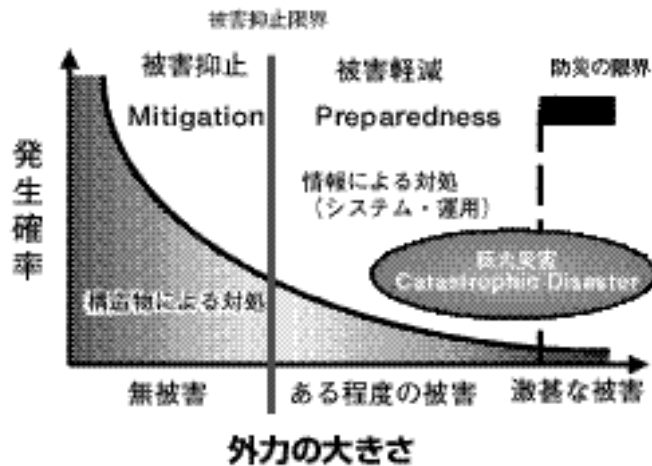 被害抑止限界
被害抑止
被害軽減
防災の限界
Mitigation
Preparedness
発生確率
情報による対処
(システム・運用)
巨大災害
Catastrophic Disaster
構造物による対処
無被害
ある程度の被害
激甚な被害
外力の大きさ